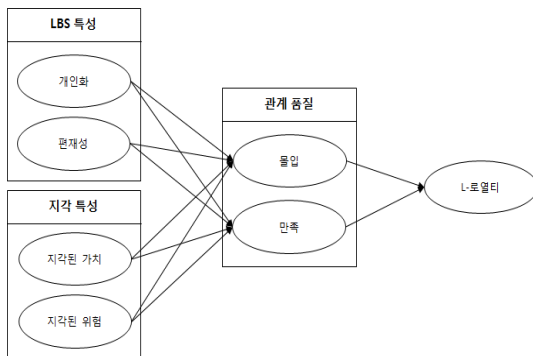 LBS 특성
개인화
편재성
지각 특성
지각된 가치
지각된 위험
관계 품질
몰입
만족
L-로열티